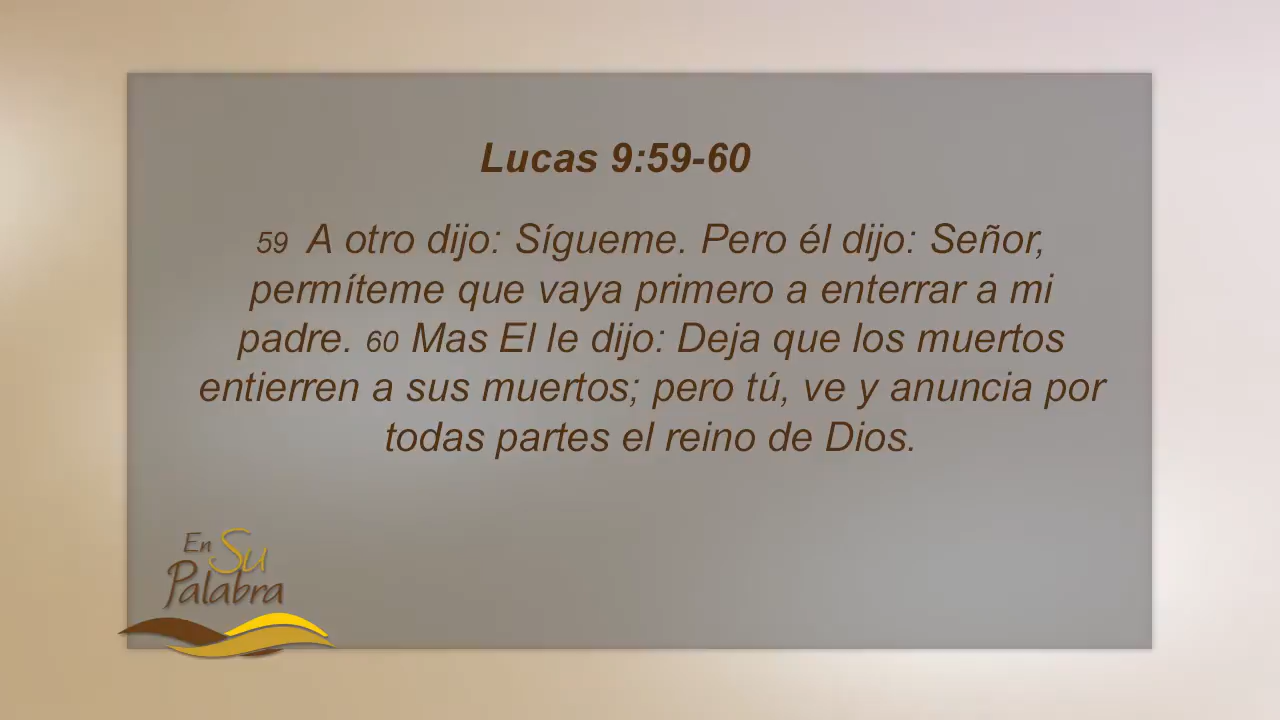 Lucas 9:59-60
59 A otro dijo: Sígueme. Pero él dijo: Señor,
permíteme que vaya primero a enterrar a mi
padre. 60 Mas El le dijo: Deja que los muertos
entierren a sus muertos; pero tú, ve y anuncia por
todas partes el reino de Dios.
En Su
Palabra